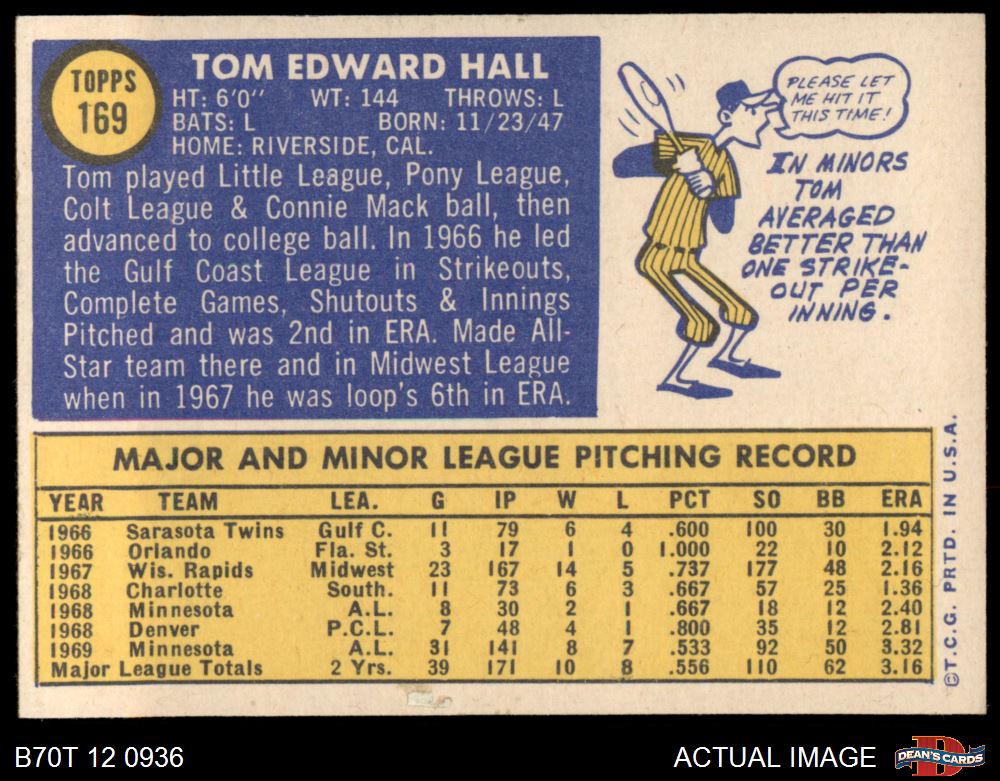 TOPPS
169
TOM EDWARD HALL
HT: 6'0" WT: 144 THROWS: L
BATS: L BORN: 11/23/47
HOME: RIVERSIDE, CAL.
Tom played Little League, Pony League,
Colt League & Connie Mack ball, then
advanced to college ball. In 1966 he led
the Gulf Coast League in Strikeouts,
Complete Games, Shutouts & Innings
Pitched and was 2nd in ERA. Made All-
Star team there and in Midwest League
when in 1967 he was loop's 6th in ERA.
PLEASE LET
ME HIT IT
THIS TIME!
IN MINORS
TOM
AVERAGED
BETTER THAN
ONE STRIKE-
OUT PER
INNING.
MAJOR AND MINOR LEAGUE PITCHING RECORD
YEAR TEAM LEA. G IP W L PCT SO BB ERA
1966 Sarasota Twins Gulf C. 11 79 6 4 .600 100 30 1.94
1966 Orlando Fla. St. 3 17 1 0 1.000 22 10 2.12
1967 Wis. Rapids Midwest 23 167 14 5 .737 177 48 2.16
1968 Charlotte South. 11 73 6 3 .667 57 25 1.36
1968 Minnesota A.L. 8 30 2 1 .667 18 12 2.40
1968 Denver P.C.L. 7 48 4 1 .800 35 12 2.81
1969 Minnesota A.L. 31 141 8 7 .533 92 50 3.32
Major League Totals 2 Yrs. 39 171 10 8 .556 110 62 3.16
©T.C.G. PRTD. IN U.S.A.
B70T 12 0936
ACTUAL IMAGE
D
DEAN'S CARDS